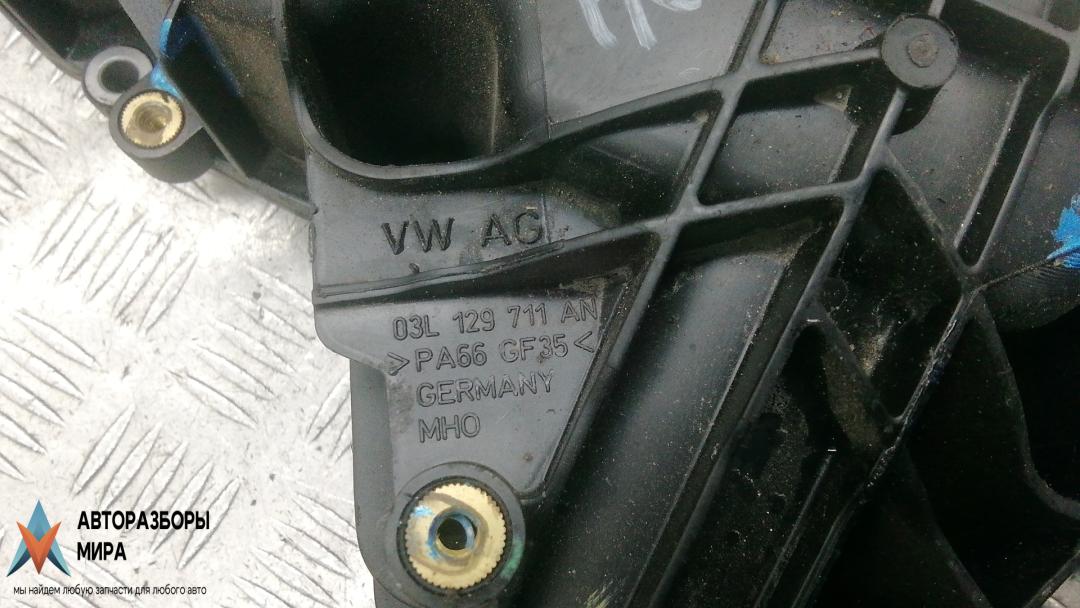 VW AG
03L 129 711 AN
>PA66 GF35<
GERMANY
MHO
АВТОРАЗБОРЫ
МИРА
мы найдем любую запчасти для любого авто